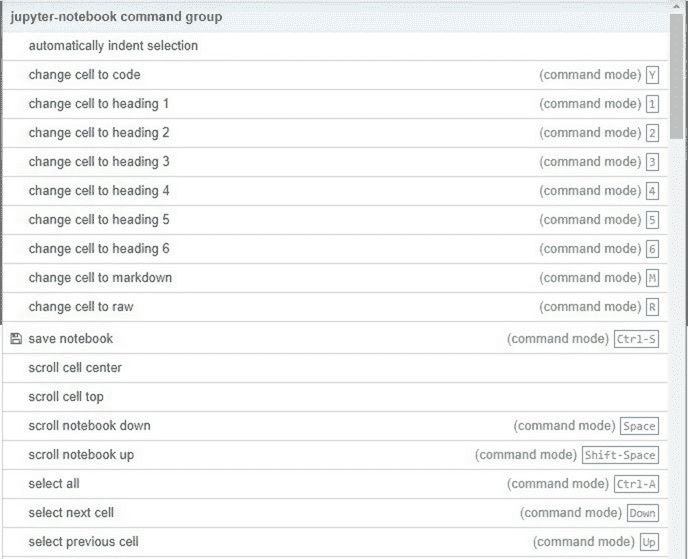 jupyter-notebook command group
automatically indent selection
change cell to code (command mode) Y
change cell to heading 1 (command mode) 1
change cell to heading 2 (command mode) 2
change cell to heading 3 (command mode) 3
change cell to heading 4 (command mode) 4
change cell to heading 5 (command mode) 5
change cell to heading 6 (command mode) 6
change cell to markdown (command mode) M
change cell to raw (command mode) R
save notebook (command mode) Ctrl-S
scroll cell center
scroll cell top
scroll notebook down (command mode) Space
scroll notebook up (command mode) Shift-Space
select all (command mode) Ctrl-A
select next cell (command mode) Down
select previous cell (command mode) Up